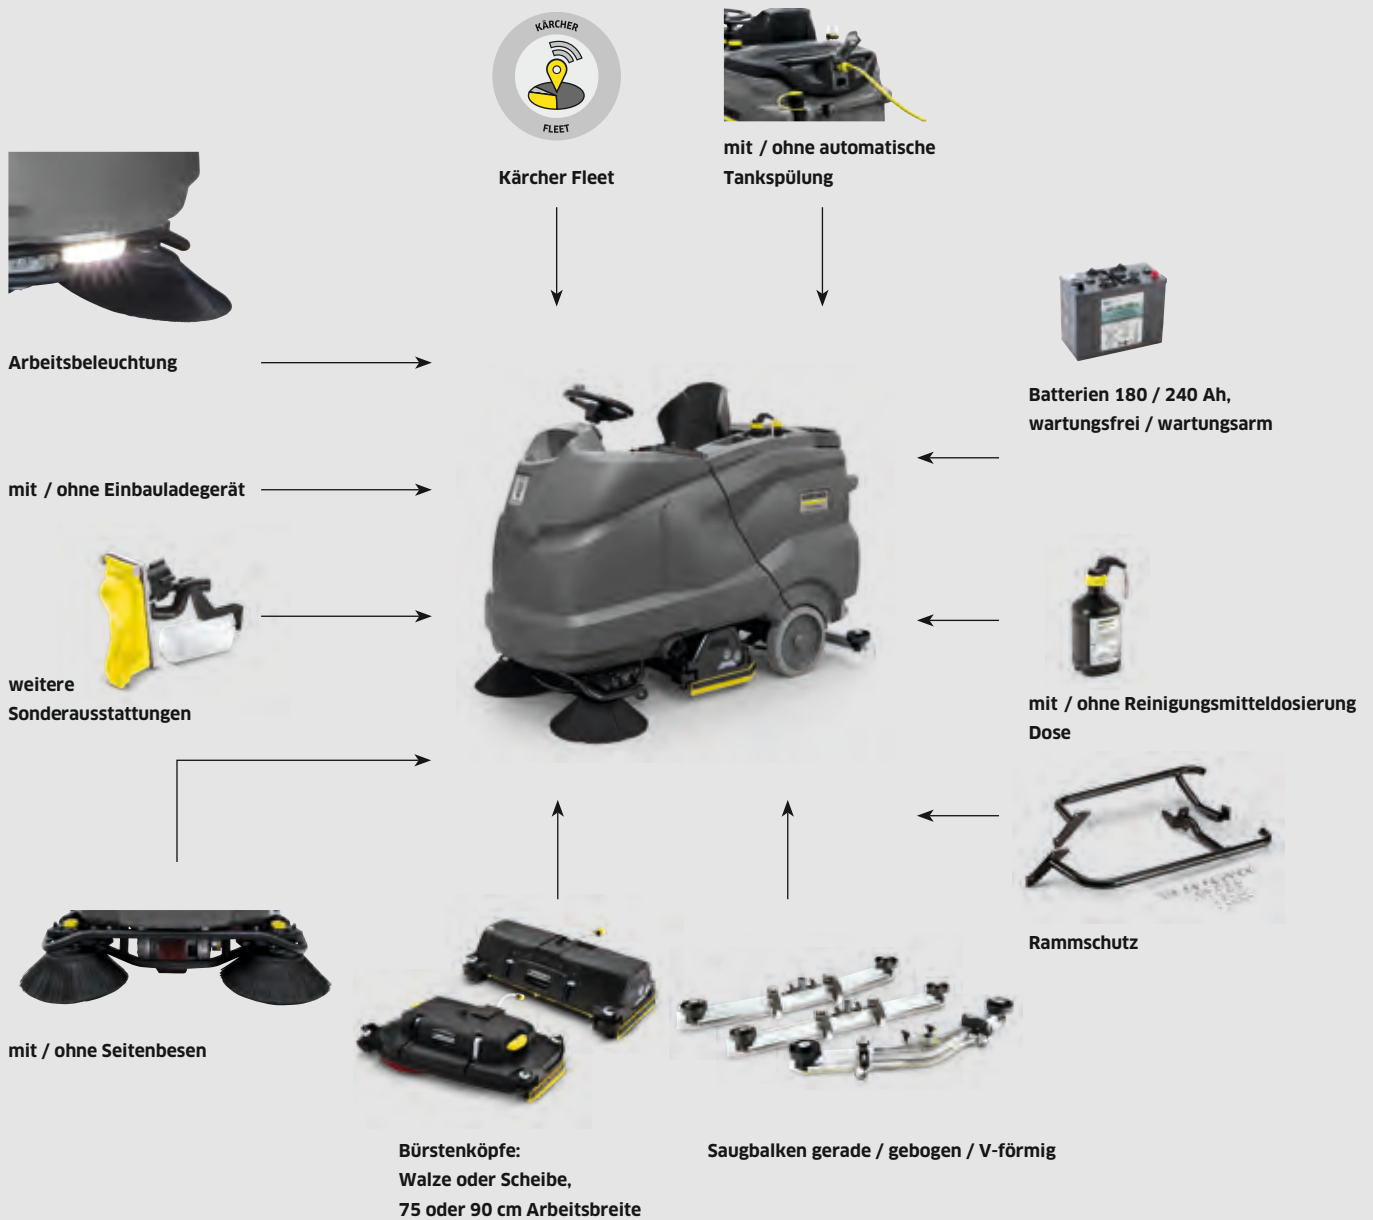 KÄRCHER
FLEET
Kärcher Fleet
mit / ohne automatische
Tankspülung
Arbeitsbeleuchtung
Batterien 180 / 240 Ah,
wartungsfrei / wartungsarm
mit / ohne Einbauladegerät
weitere
Sonderausstattungen
mit / ohne Reinigungsmitteldosierung
Dose
Rammschutz
mit / ohne Seitenbesen
Bürstenköpfe:
Walze oder Scheibe,
75 oder 90 cm Arbeitsbreite
Saugbalken gerade / gebogen / V-förmig